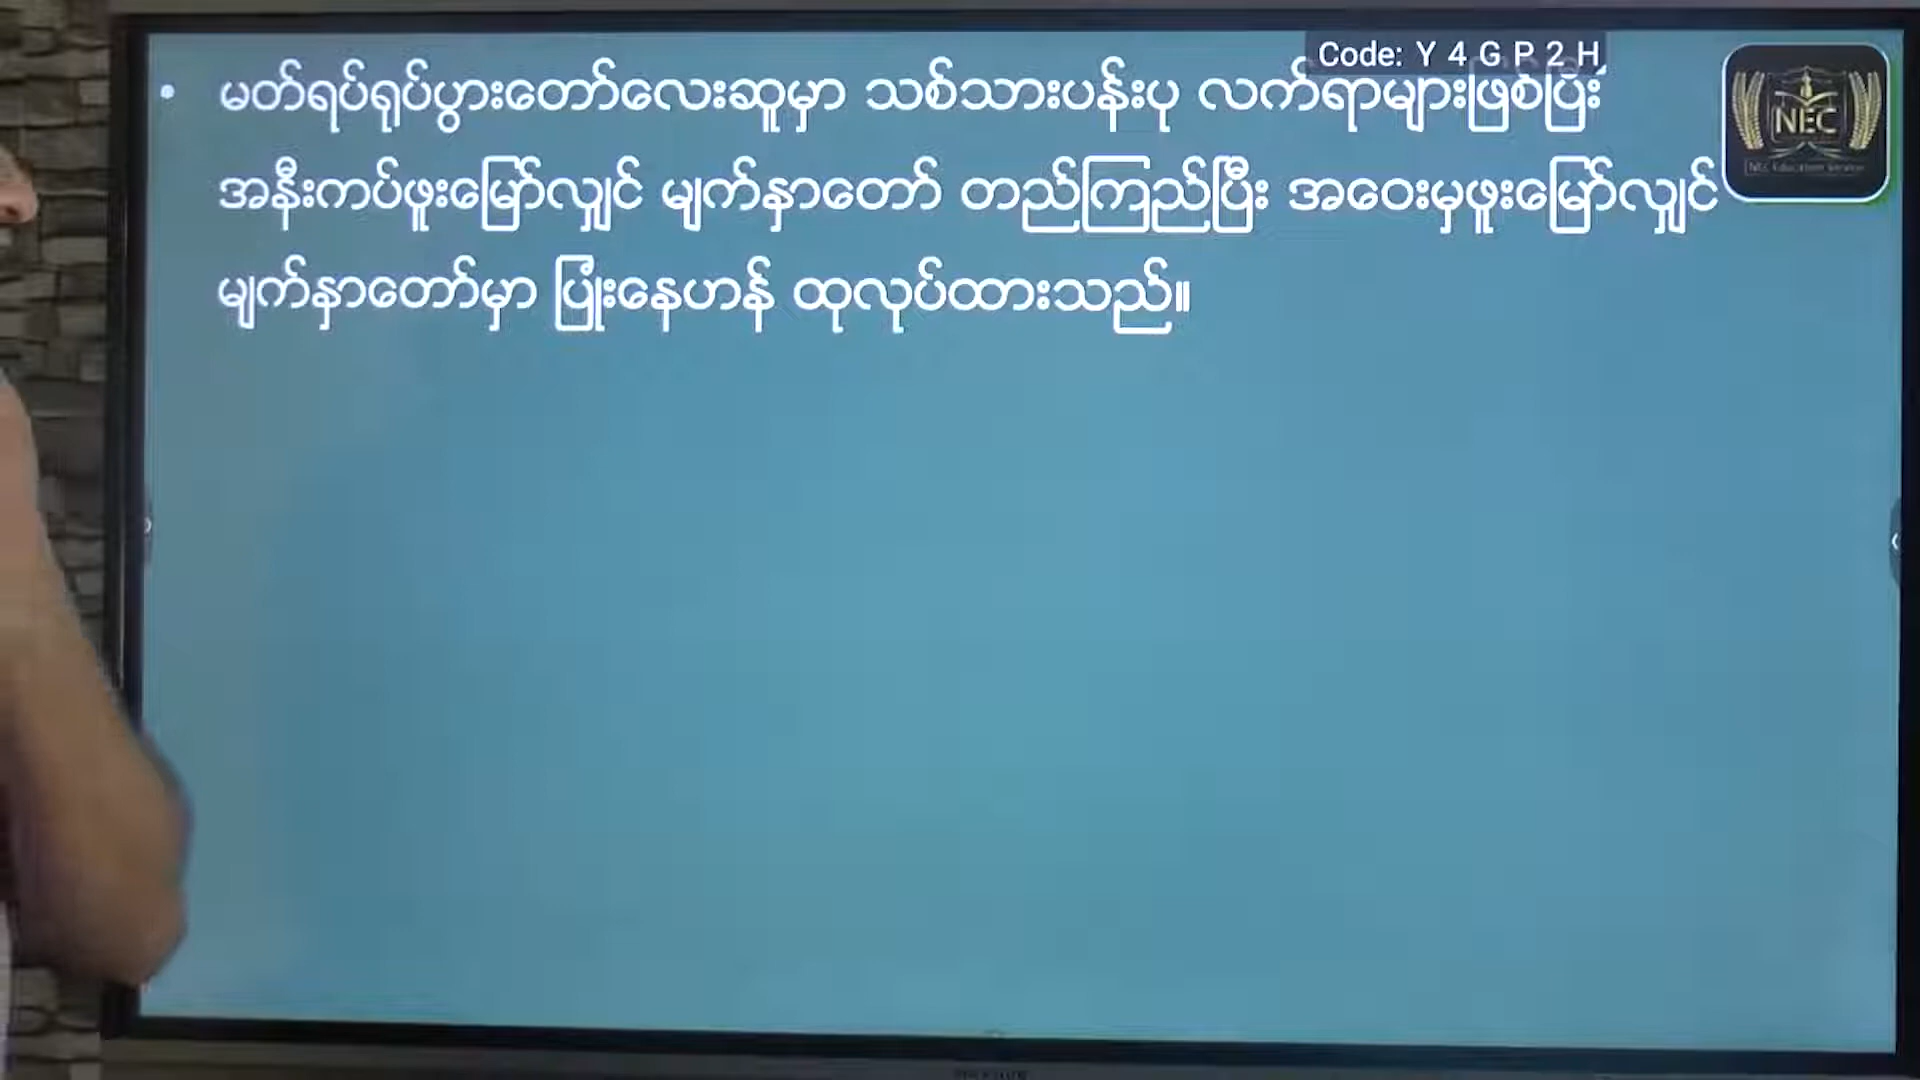 Code: Y 4 G P 2 H
• မတ်ရပ်ရုပ်ပွားတော်လေးဆူမှာ သစ်သားပန်းပု လက်ရာများဖြစ်ပြီး
အနီးကပ်ဖူးမြော်လျှင် မျက်နှာတော် တည်ကြည်ပြီး အဝေးမှဖူးမြော်လျှင်
မျက်နှာတော်မှာ ပြုံးနေဟန် ထုလုပ်ထားသည်။
NEC
NEC Education Service